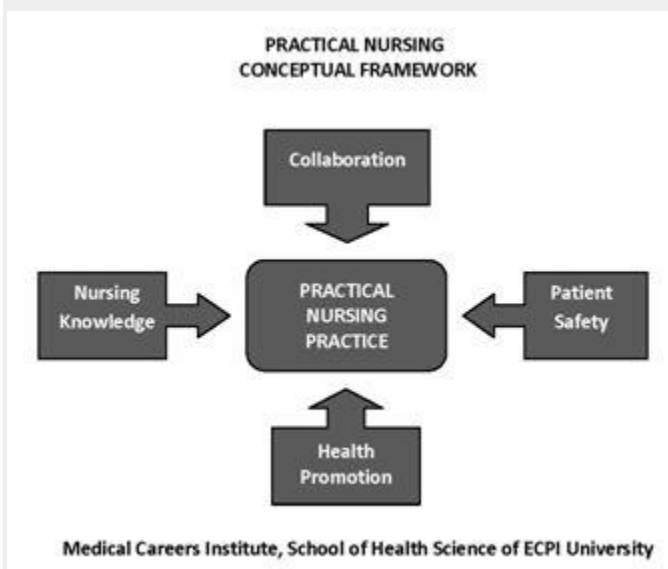 PRACTICAL NURSING
CONCEPTUAL FRAMEWORK
Collaboration
Nursing
Knowledge
PRACTICAL
NURSING
PRACTICE
Patient
Safety
Health
Promotion
Medical Careers Institute, School of Health Science of ECPI University